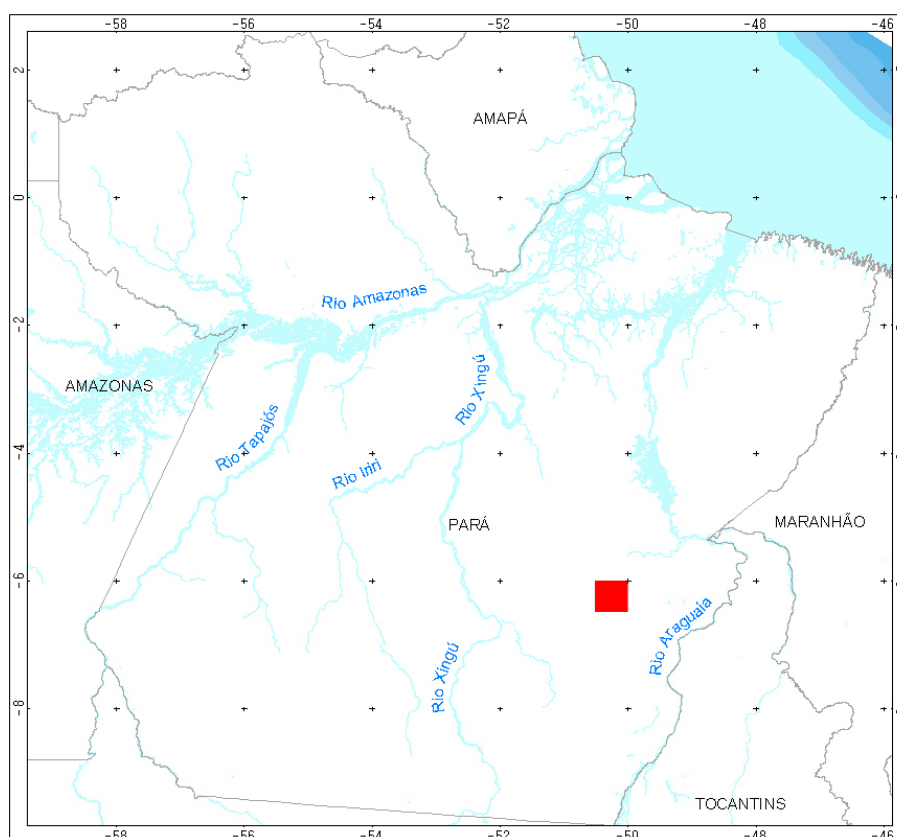 -58 -56 -54 -52 -50 -48 -46
2
AMAPÁ
0
Rio Amazonas
-2
AMAZONAS
Rio Xingú
Rio Tapajós
-4
Rio Iriri
PARÁ
MARANHÃO
-6
Rio Araguaia
Rio Xingú
-8
TOCANTINS
-58 -56 -54 -52 -50 -48 -46